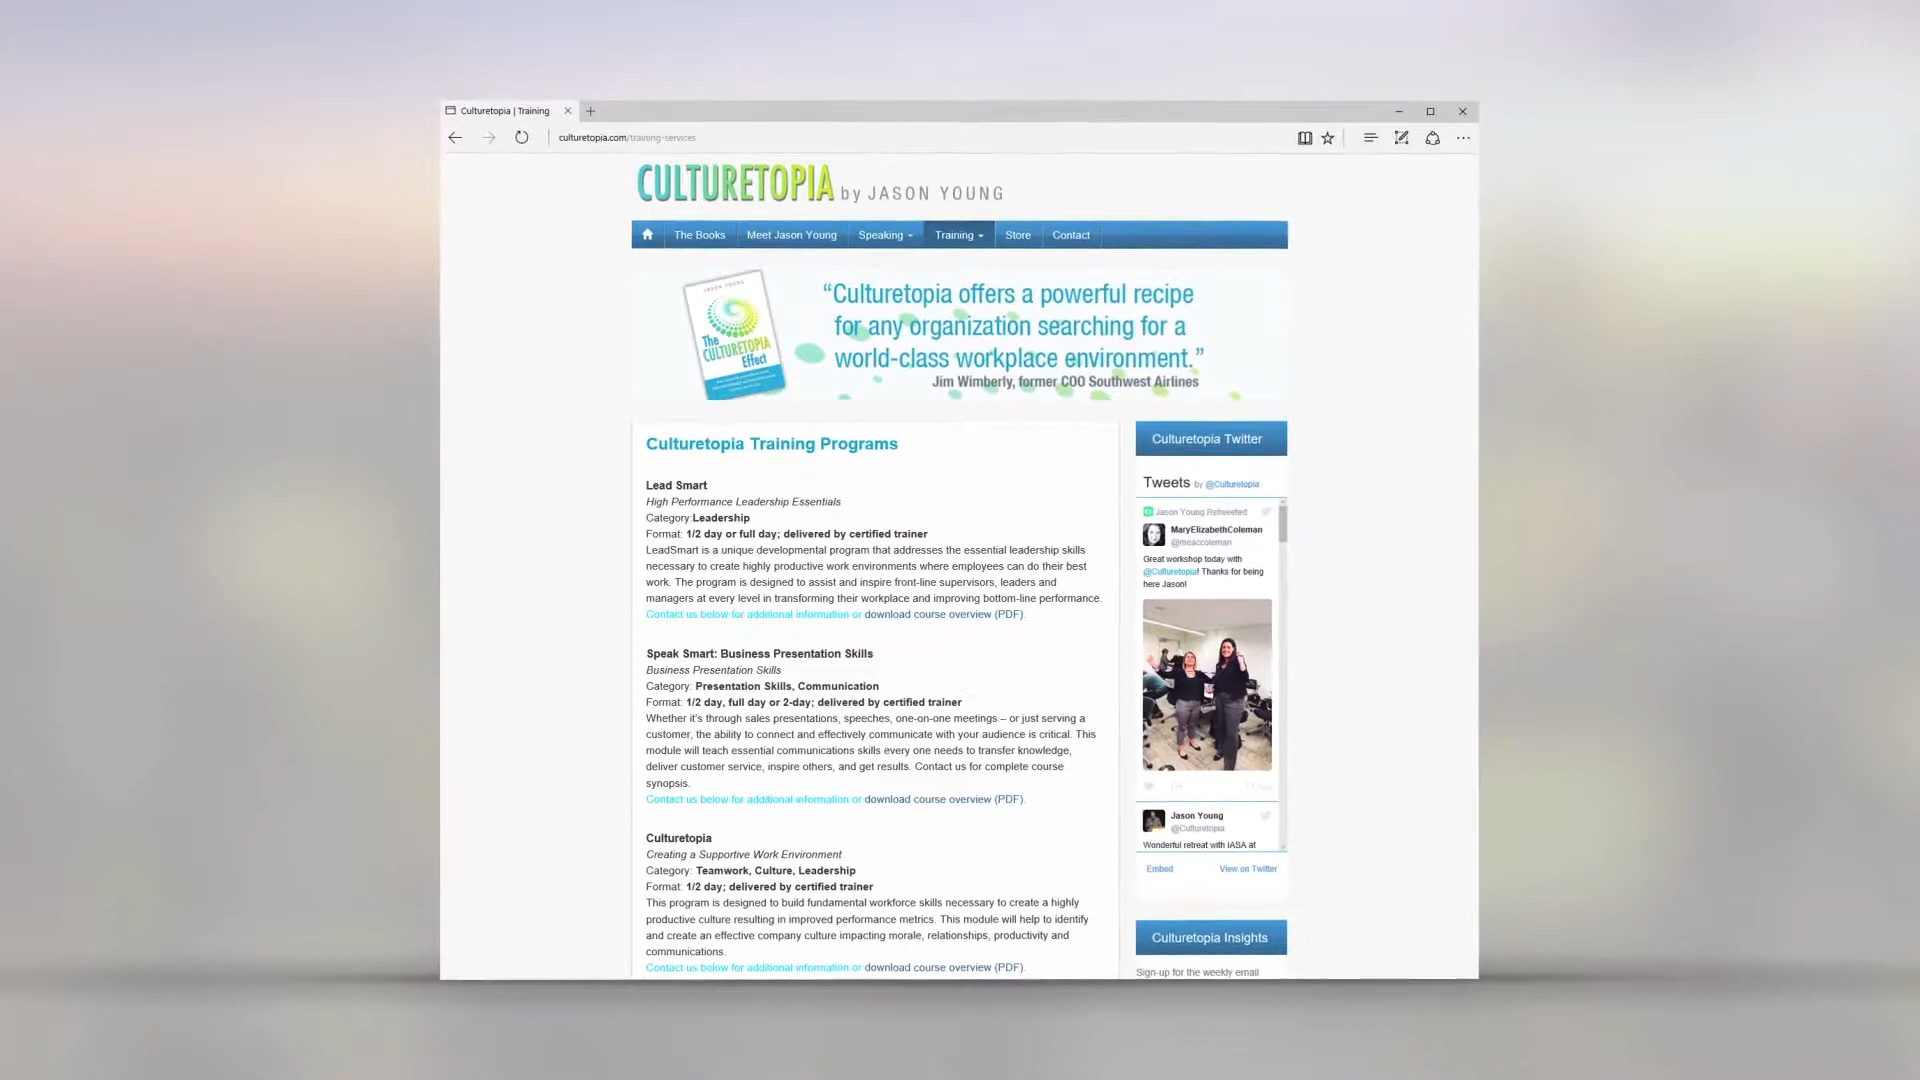 Culturetopia | Training
culturetopia.com/training-services
CULTURETOPIA by JASON YOUNG
The Books Meet Jason Young Speaking Training Store Contact
JASON YOUNG
The
CULTURETOPIA
Effect
“Culturetopia offers a powerful recipe
for any organization searching for a
world-class workplace environment.”
Jim Wimberly, former COO Southwest Airlines
Culturetopia Training Programs
Lead Smart
High Performance Leadership Essentials
Category:Leadership
Format: 1/2 day or full day; delivered by certified trainer
LeadSmart is a unique developmental program that addresses the essential leadership skills
necessary to create highly productive work environments where employees can do their best
work. The program is designed to assist and inspire front-line supervisors, leaders and
managers at every level in transforming their workplace and improving bottom-line performance.
Contact us below for additional information or download course overview (PDF).
Speak Smart: Business Presentation Skills
Business Presentation Skills
Category: Presentation Skills, Communication
Format: 1/2 day, full day or 2-day; delivered by certified trainer
Whether it's through sales presentations, speeches, one-on-one meetings – or just serving a
customer, the ability to connect and effectively communicate with your audience is critical. This
module will teach essential communications skills every one needs to transfer knowledge,
deliver customer service, inspire others, and get results. Contact us for complete course
synopsis.
Contact us below for additional information or download course overview (PDF).
Culturetopia
Creating a Supportive Work Environment
Category: Teamwork, Culture, Leadership
Format: 1/2 day; delivered by certified trainer
This program is designed to build fundamental workforce skills necessary to create a highly
productive culture resulting in improved performance metrics. This module will help to identify
and create an effective company culture impacting morale, relationships, productivity and
communications.
Contact us below for additional information or download course overview (PDF).
Culturetopia Twitter
Tweets by @Culturetopia
Jason Young Retweeted
MaryElizabethColeman
@meaccoleman
Great workshop today with
@Culturetopia! Thanks for being
here Jason!
Jason Young
@Culturetopia
Wonderful retreat with IASA at
Embed View on Twitter
Culturetopia Insights
Sign-up for the weekly email